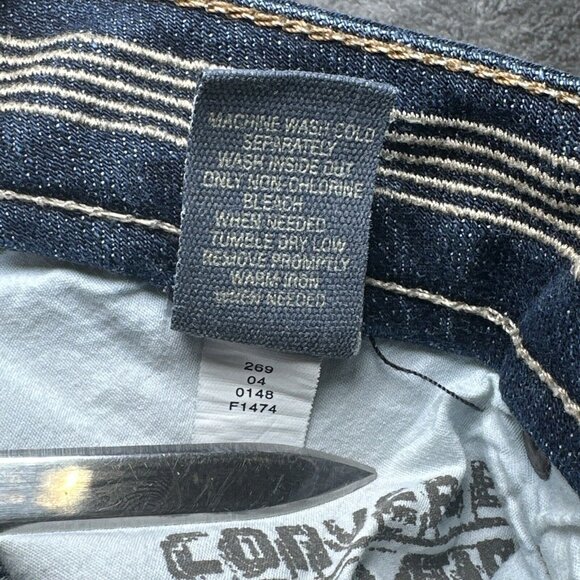 MACHINE WASH COLD
SEPARATELY
WASH INSIDE OUT
ONLY NON-CHLORINE
BLEACH
WHEN NEEDED
TUMBLE DRY LOW
REMOVE PROMPTLY
WARM IRON
WHEN NEEDED
269
04
0148
F1474